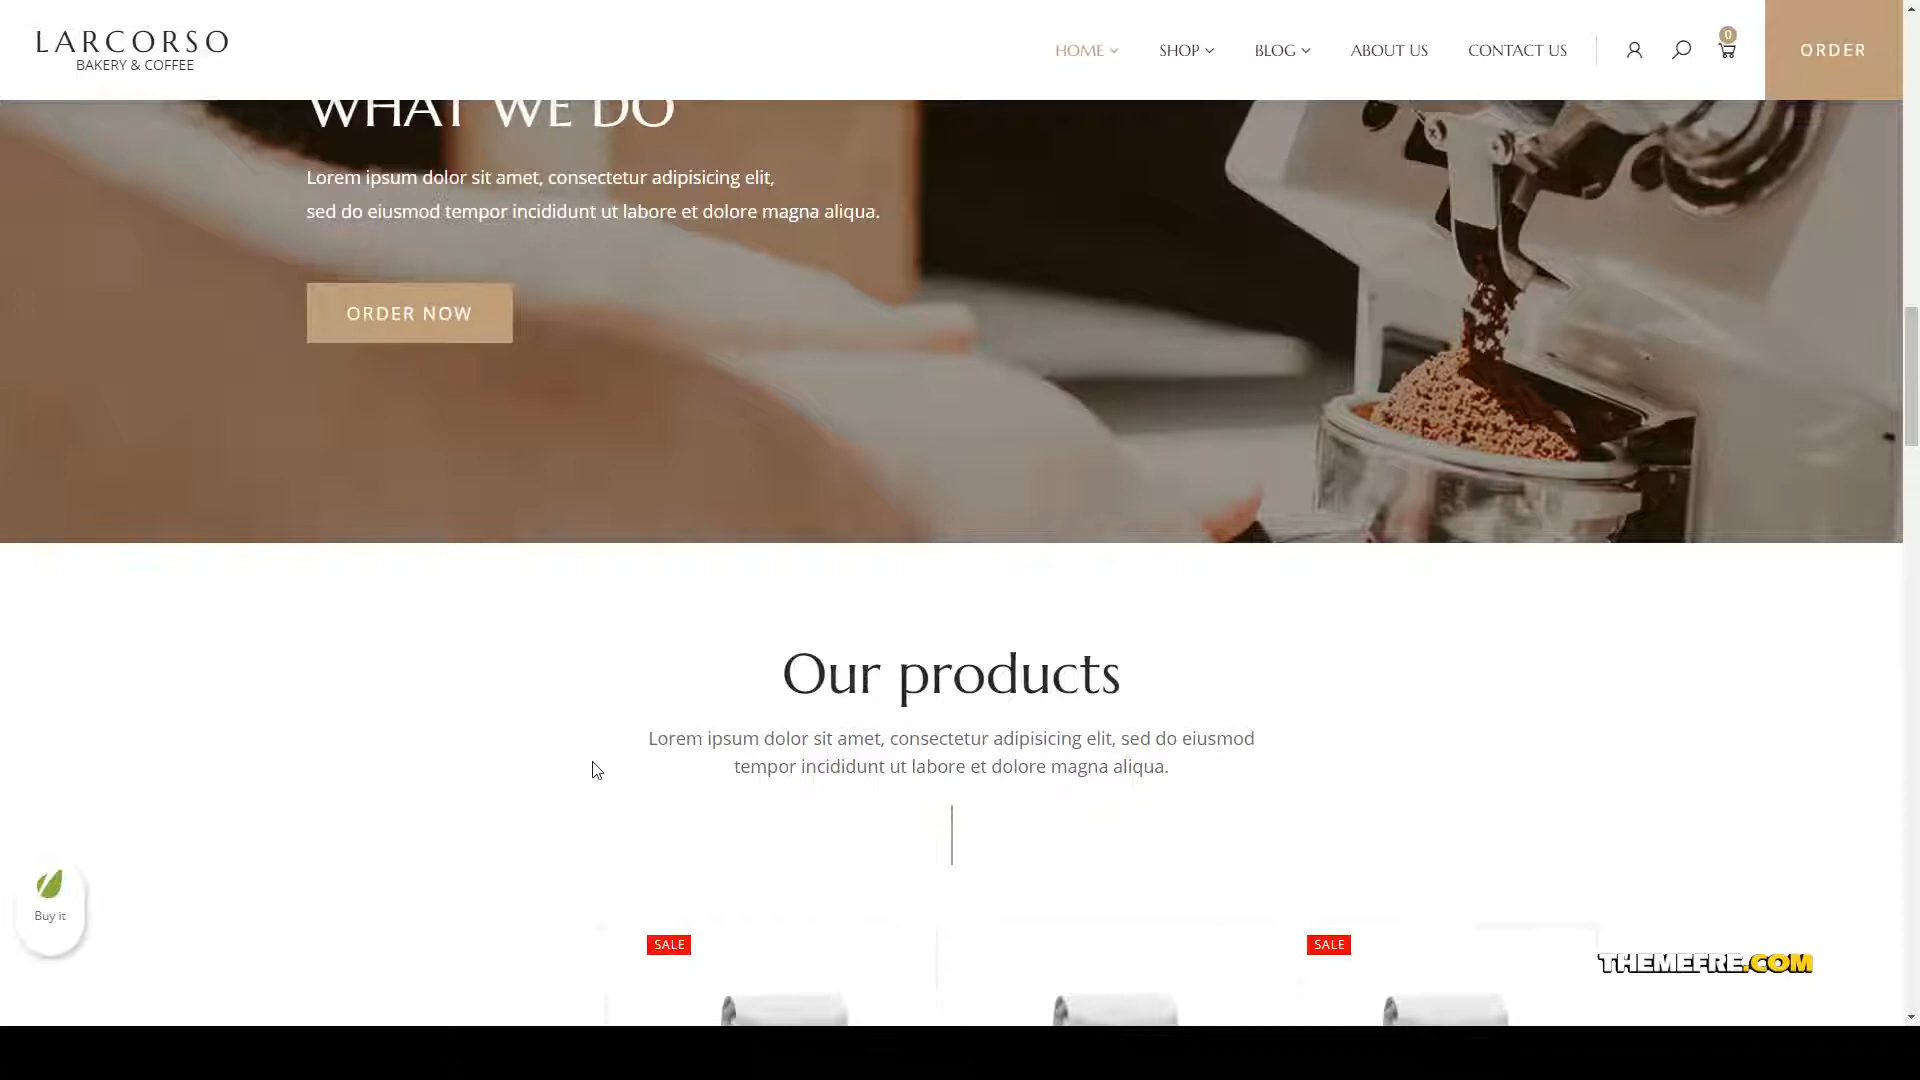 LARCORSO
BAKERY & COFFEE
HOME
SHOP
BLOG
ABOUT US
CONTACT US
0
ORDER
WHAT WE DO
Lorem ipsum dolor sit amet, consectetur adipisicing elit,
sed do eiusmod tempor incididunt ut labore et dolore magna aliqua.
ORDER NOW
Our products
Lorem ipsum dolor sit amet, consectetur adipisicing elit, sed do eiusmod
tempor incididunt ut labore et dolore magna aliqua.
Buy it
SALE
SALE
THEMEFRE.COM